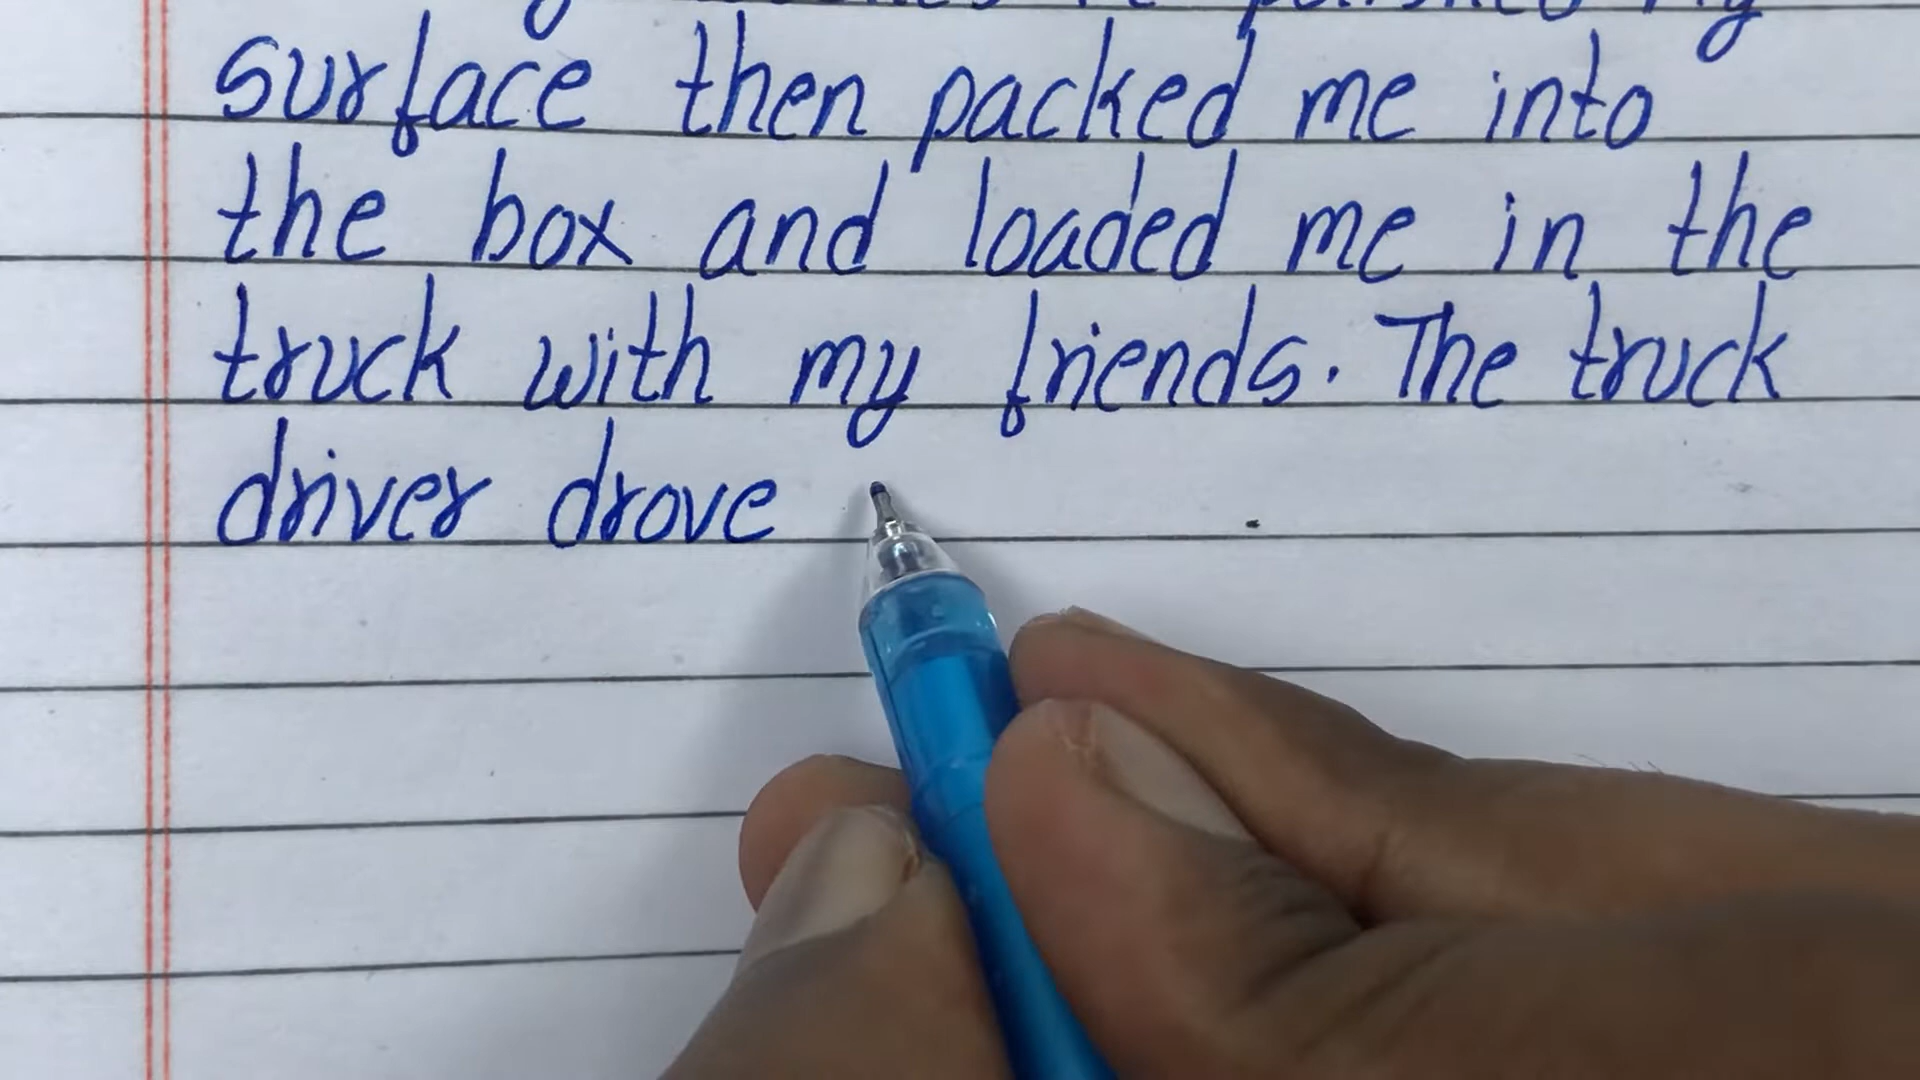 surface then packed me into
the box and loaded me in the
truck with my friends. The truck
driver drove